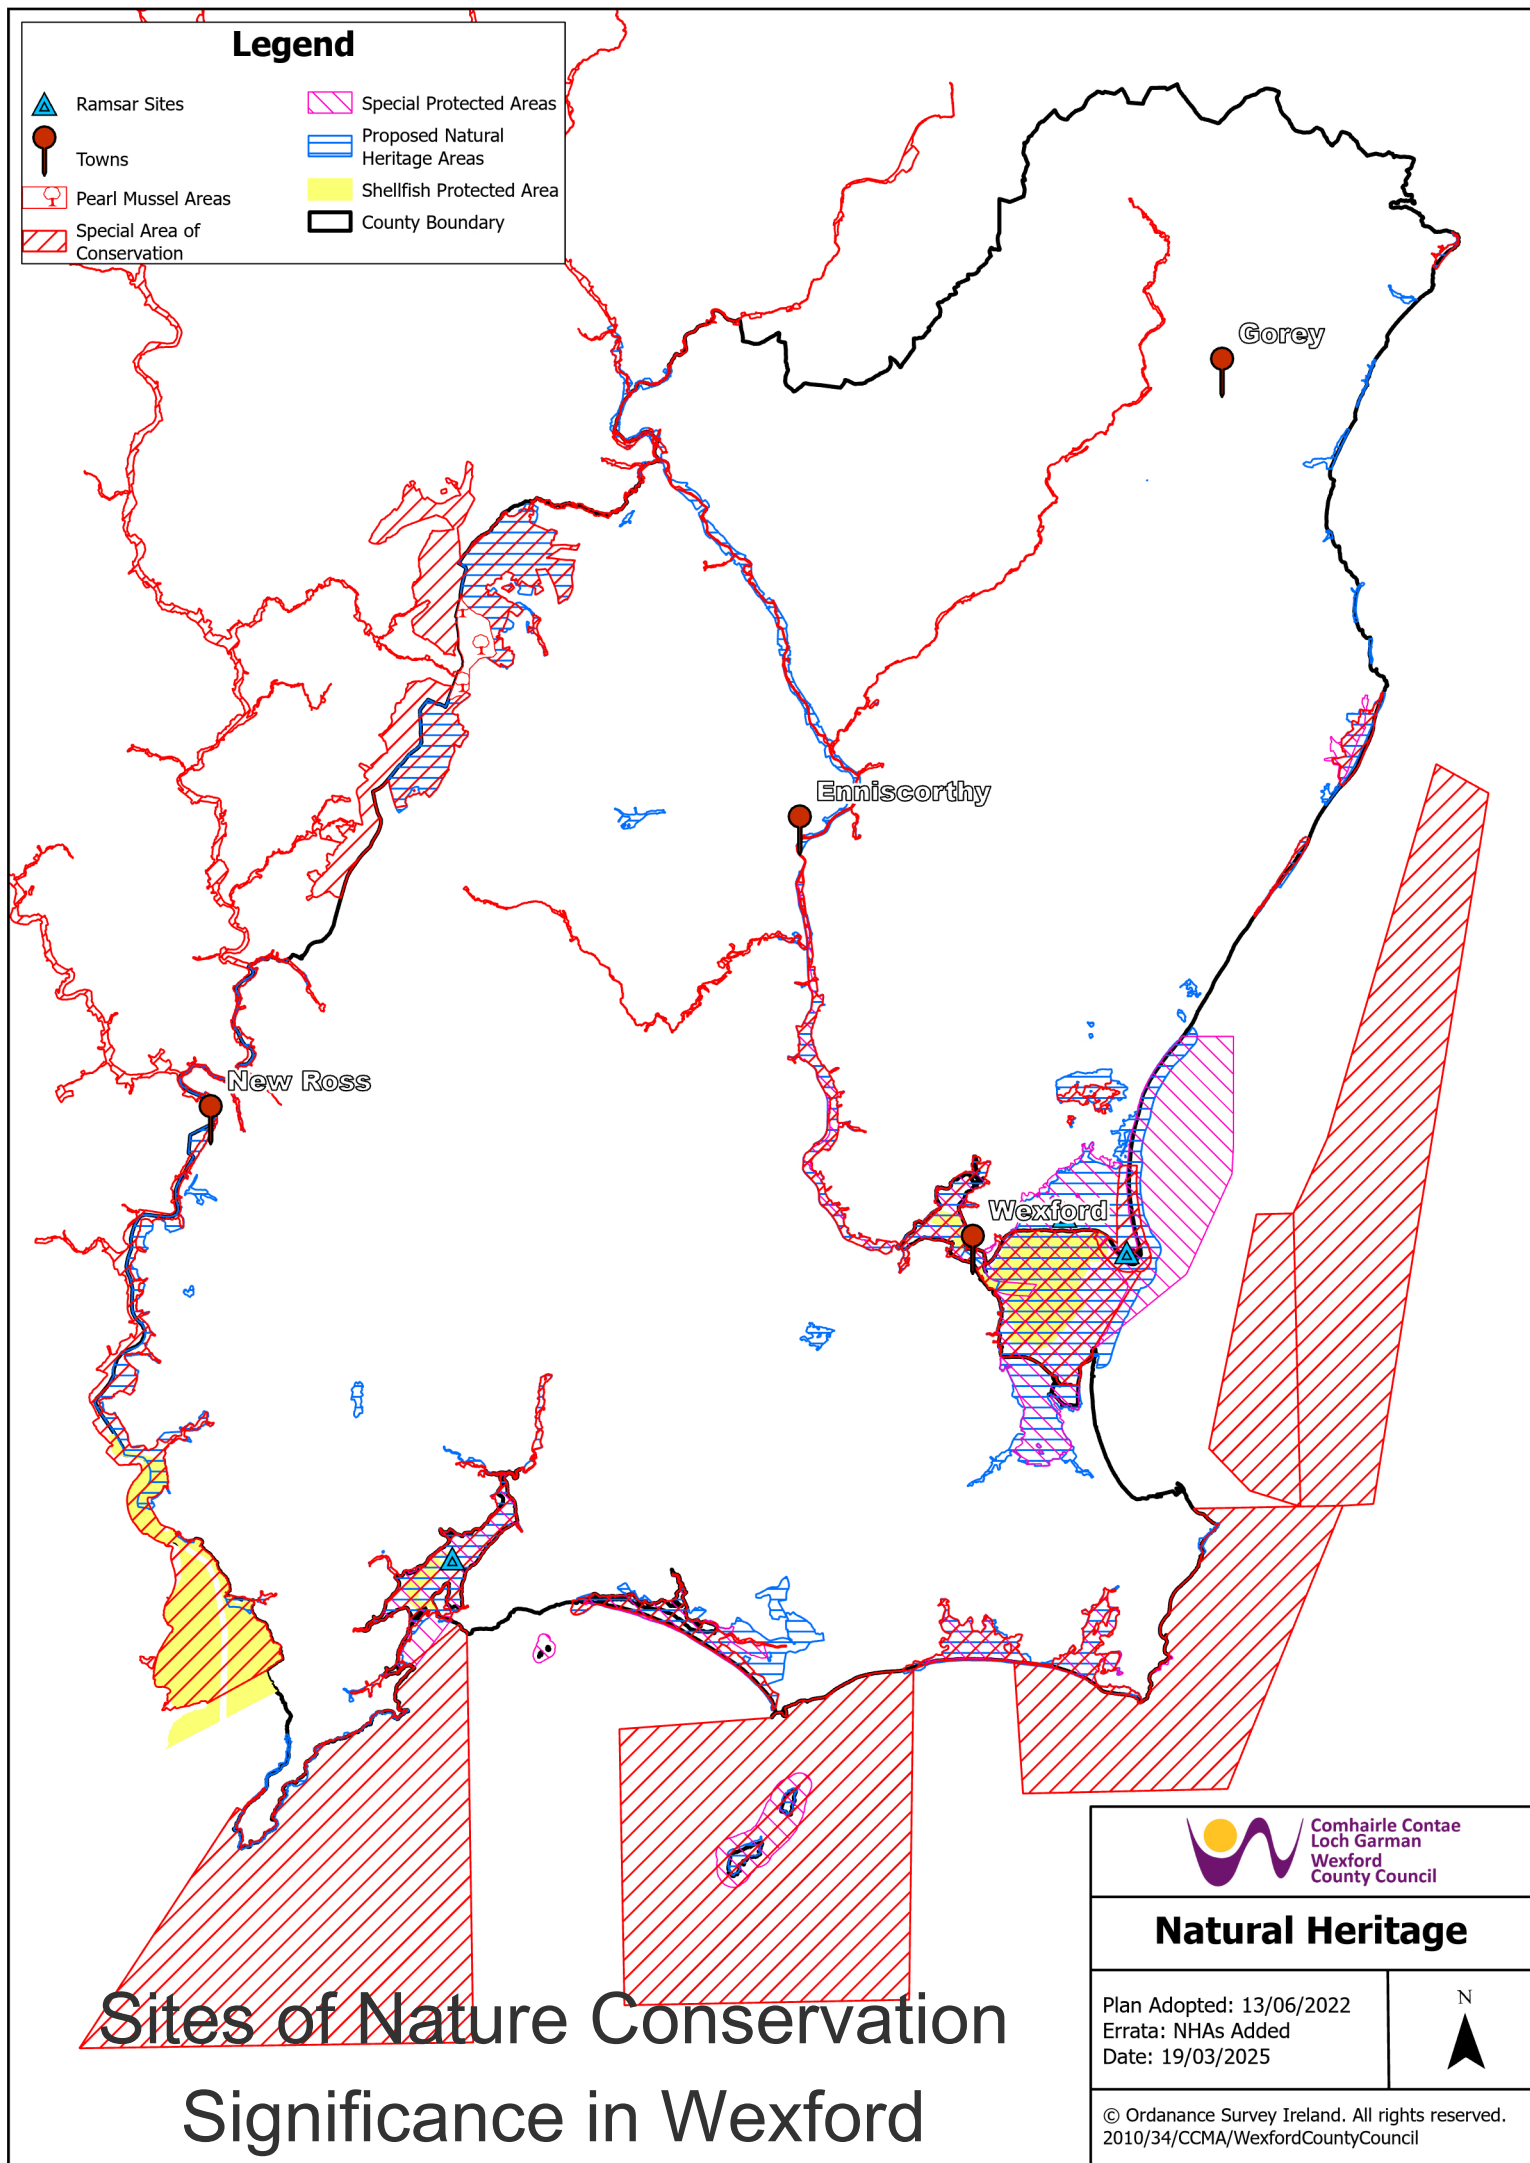 Legend
Ramsar Sites
Towns
Pearl Mussel Areas
Special Area of
Conservation
Special Protected Areas
Proposed Natural
Heritage Areas
Shellfish Protected Area
County Boundary
Gorey
Enniscorthy
New Ross
Wexford
Comhairle Contae
Loch Garman
Wexford
County Council
Natural Heritage
Plan Adopted: 13/06/2022
Errata: NHAs Added
Date: 19/03/2025
N
© Ordanance Survey Ireland. All rights reserved.
2010/34/CCMA/WexfordCountyCouncil
Sites of Nature Conservation
Significance in Wexford